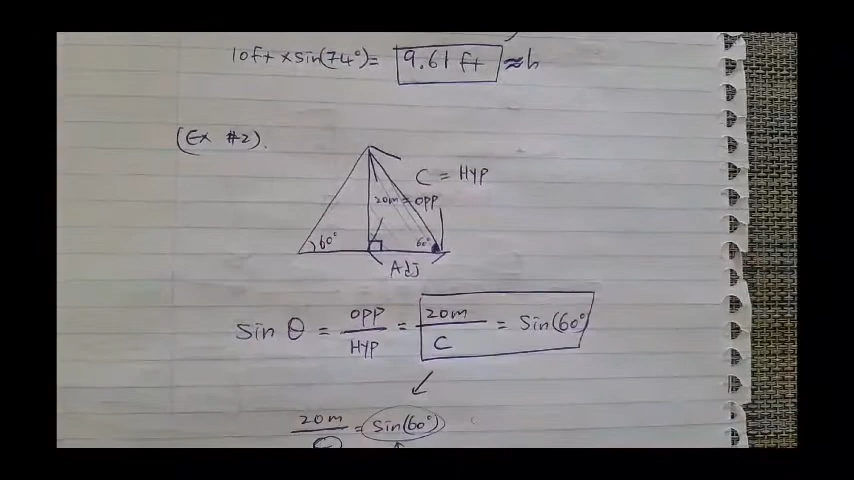 10ft x sin(74°) = 9.61 ft ≈ h
(Ex #2).
C = HYP
20m = OPP
60° 60°
Adj
Sin θ = OPP/HYP = 20m/C = Sin(60°)
20m/C = Sin(60°)